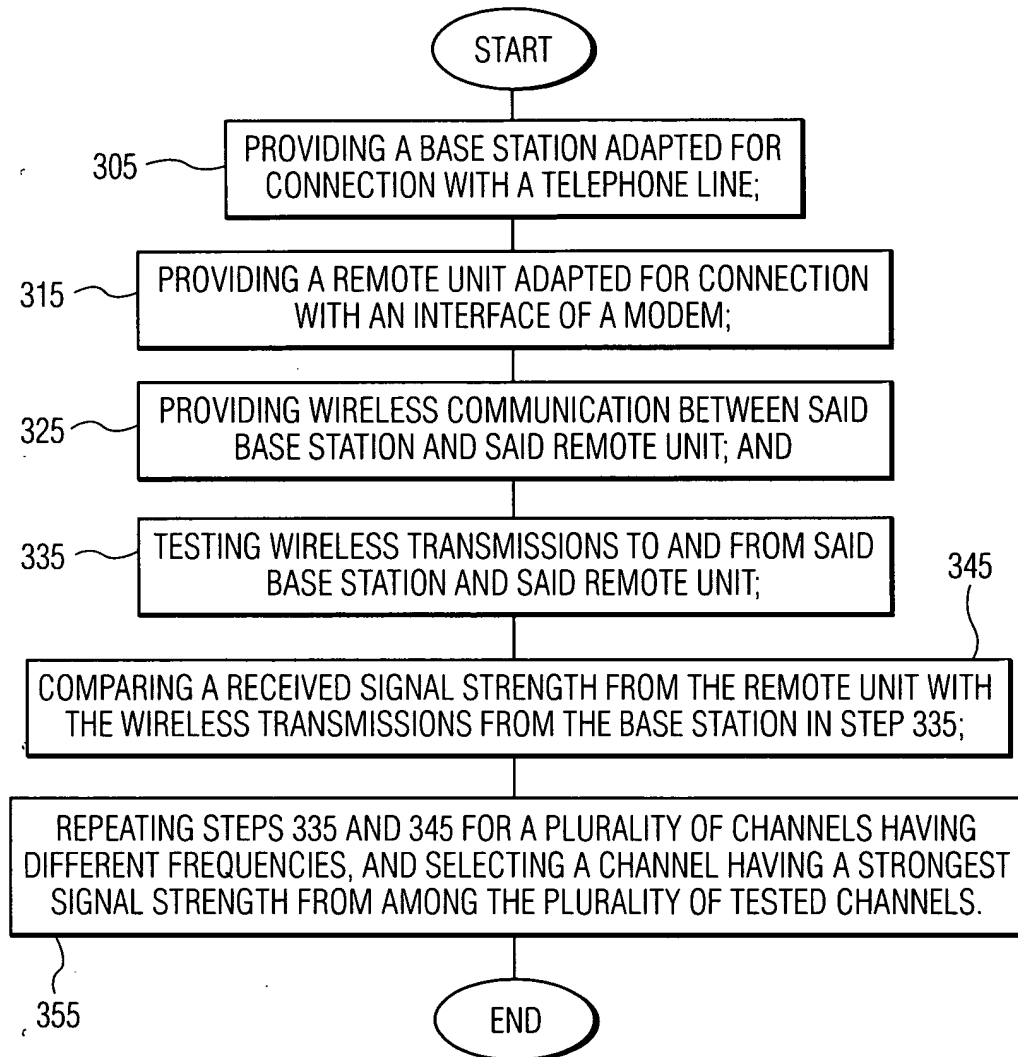 START
305
PROVIDING A BASE STATION ADAPTED FOR
CONNECTION WITH A TELEPHONE LINE;
315
PROVIDING A REMOTE UNIT ADAPTED FOR CONNECTION
WITH AN INTERFACE OF A MODEM;
325
PROVIDING WIRELESS COMMUNICATION BETWEEN SAID
BASE STATION AND SAID REMOTE UNIT; AND
335
TESTING WIRELESS TRANSMISSIONS TO AND FROM SAID
BASE STATION AND SAID REMOTE UNIT;
345
COMPARING A RECEIVED SIGNAL STRENGTH FROM THE REMOTE UNIT WITH
THE WIRELESS TRANSMISSIONS FROM THE BASE STATION IN STEP 335;
REPEATING STEPS 335 AND 345 FOR A PLURALITY OF CHANNELS HAVING
DIFFERENT FREQUENCIES, AND SELECTING A CHANNEL HAVING A STRONGEST
SIGNAL STRENGTH FROM AMONG THE PLURALITY OF TESTED CHANNELS.
355
END